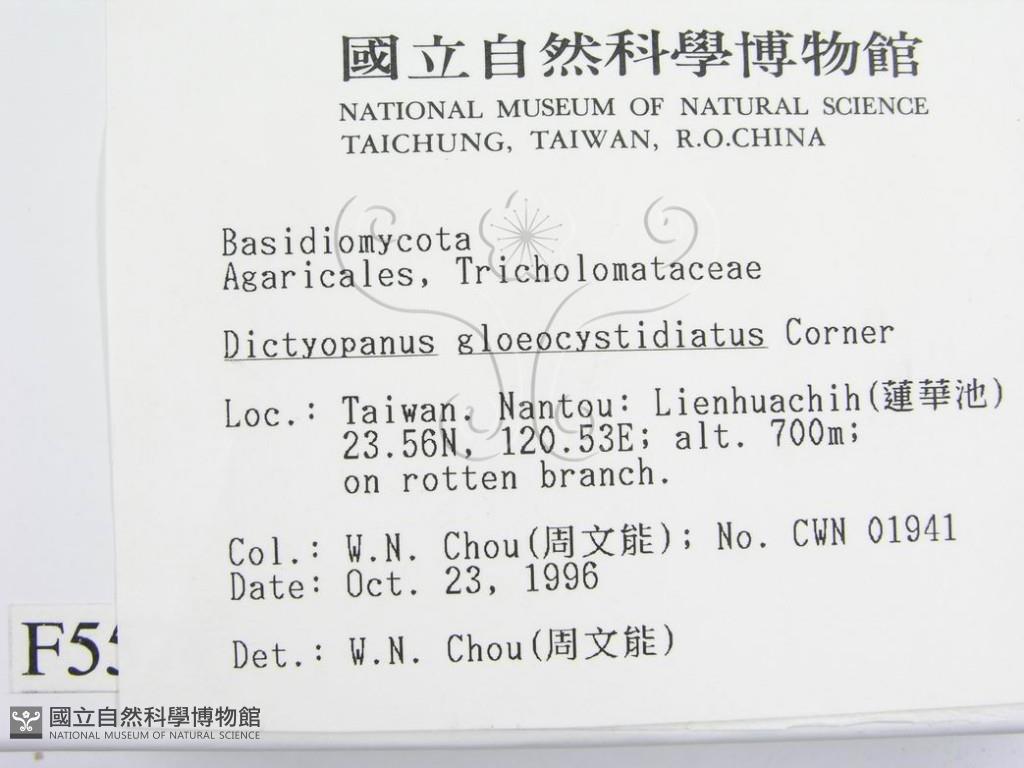 國立自然科學博物館
NATIONAL MUSEUM OF NATURAL SCIENCE
TAICHUNG, TAIWAN, R.O.CHINA
Basidiomycota
Agaricales, Tricholomataceae
Dictyopanus gloeocystidiatus Corner
Loc.: Taiwan. Nantou: Lienhuachih(蓮華池)
23.56N, 120.53E; alt. 700m;
on rotten branch.
Col.: W.N. Chou(周文能); No. CWN 01941
Date: Oct. 23, 1996
Det.: W.N. Chou(周文能)
國立自然科學博物館
NATIONAL MUSEUM OF NATURAL SCIENCE